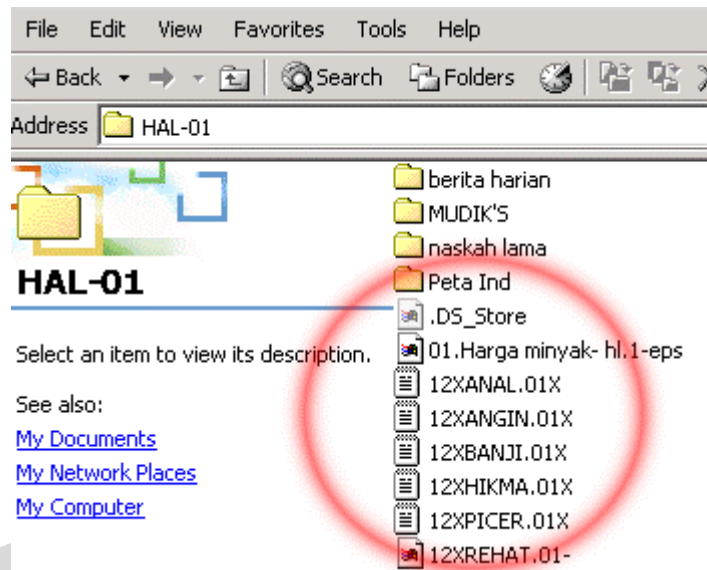 File Edit View Favorites Tools Help
Back Search Folders
Address HAL-01
HAL-01
Select an item to view its description.
See also:
My Documents
My Network Places
My Computer
berita harian
MUDIK'S
naskah lama
Peta Ind
.DS_Store
01.Harga minyak- hl.1-eps
12XANAL.01X
12XANGIN.01X
12XBANJI.01X
12XHIKMA.01X
12XPICER.01X
12XREHAT.01-